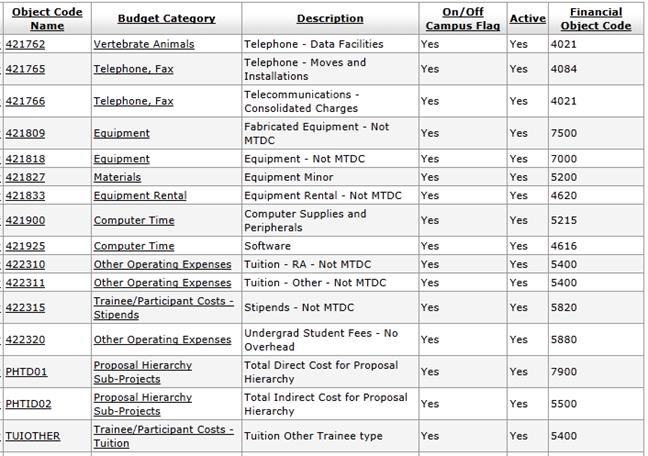 Object Code Name Budget Category Description On/Off Campus Flag Active Financial Object Code
421762 Vertebrate Animals Telephone - Data Facilities Yes Yes 4021
421765 Telephone, Fax Telephone - Moves and Installations Yes Yes 4084
421766 Telephone, Fax Telecommunications - Consolidated Charges Yes Yes 4021
421809 Equipment Fabricated Equipment - Not MTDC Yes Yes 7500
421818 Equipment Equipment - Not MTDC Yes Yes 7000
421827 Materials Equipment Minor Yes Yes 5200
421833 Equipment Rental Equipment Rental - Not MTDC Yes Yes 4620
421900 Computer Time Computer Supplies and Peripherals Yes Yes 5215
421925 Computer Time Software Yes Yes 4616
422310 Other Operating Expenses Tuition - RA - Not MTDC Yes Yes 5400
422311 Other Operating Expenses Tuition - Other - Not MTDC Yes Yes 5400
422315 Trainee/Participant Costs - Stipends Stipends - Not MTDC Yes Yes 5820
422320 Other Operating Expenses Undergrad Student Fees - No Overhead Yes Yes 5880
PHTD01 Proposal Hierarchy Sub-Projects Total Direct Cost for Proposal Hierarchy Yes Yes 7900
PHTID02 Proposal Hierarchy Sub-Projects Total Indirect Cost for Proposal Hierarchy Yes Yes 5500
TUIOTHER Trainee/Participant Costs - Tuition Tuition Other Trainee type Yes Yes 5400